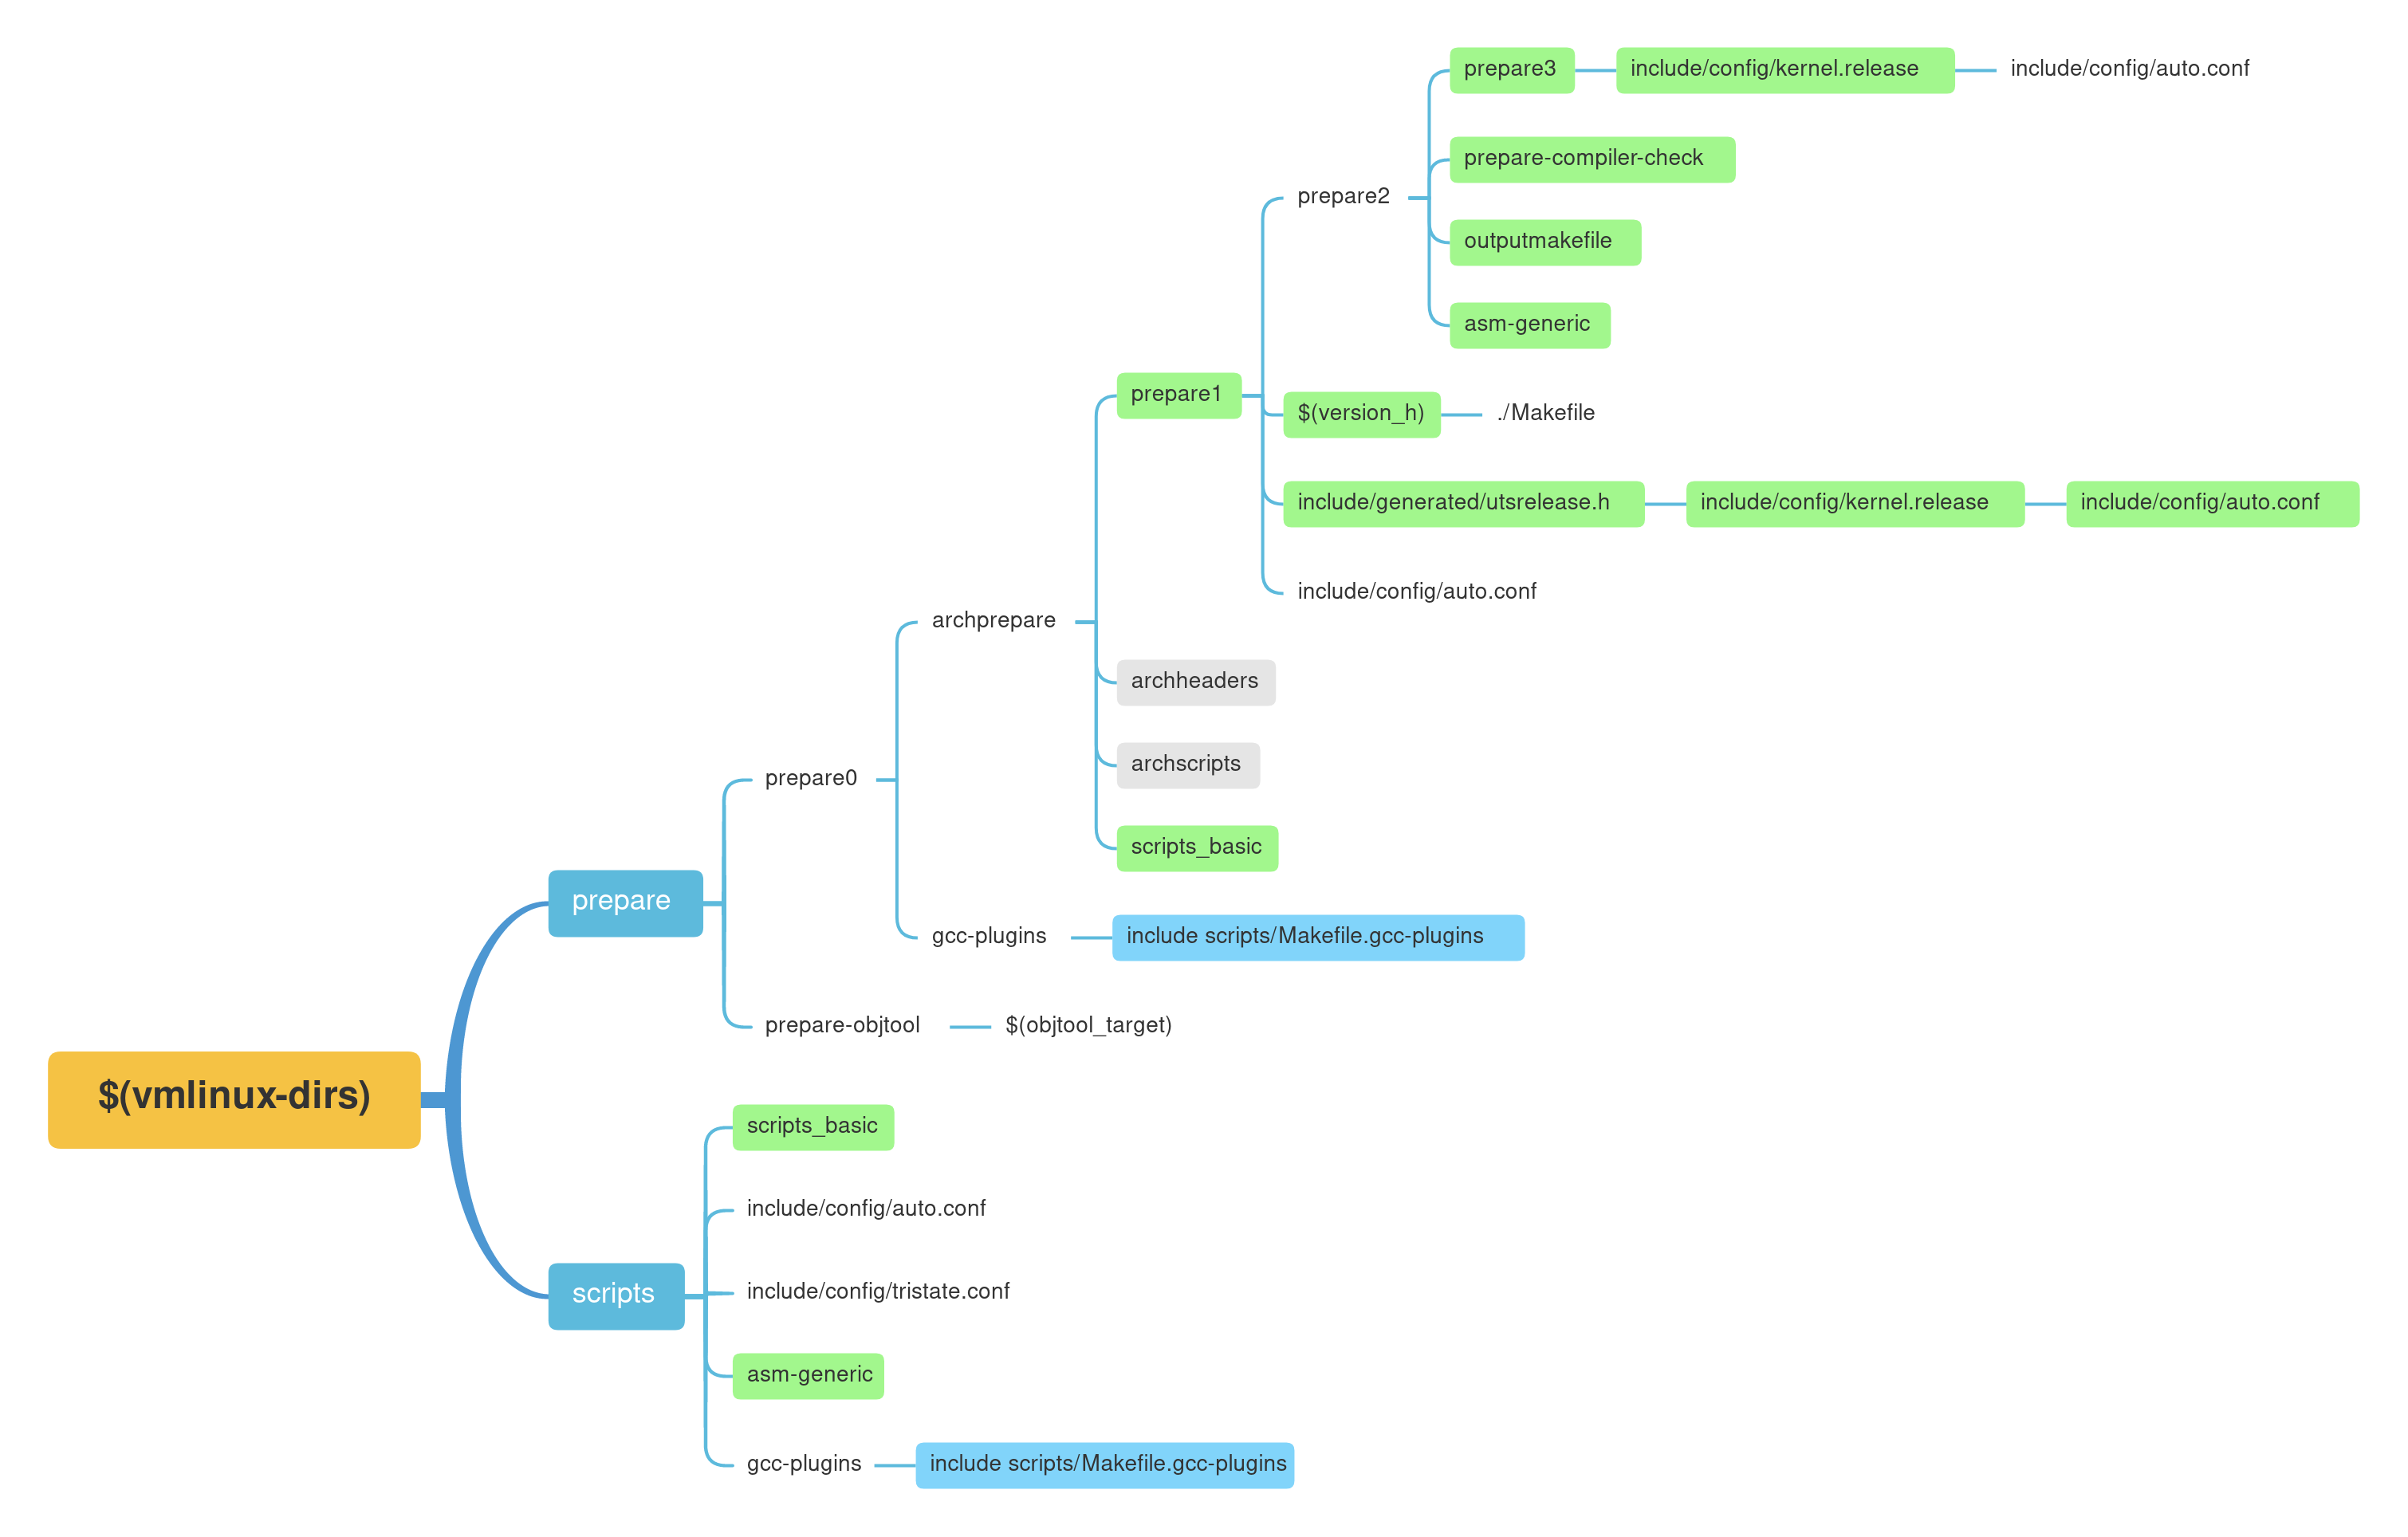 prepare3
include/config/kernel.release
include/config/auto.conf
prepare-compiler-check
prepare2
outputmakefile
asm-generic
prepare1
$(version_h)
./Makefile
include/generated/utsrelease.h
include/config/kernel.release
include/config/auto.conf
include/config/auto.conf
archprepare
archheaders
archscripts
prepare0
scripts_basic
prepare
gcc-plugins
include scripts/Makefile.gcc-plugins
prepare-objtool
$(objtool_target)
$(vmlinux-dirs)
scripts_basic
include/config/auto.conf
scripts
include/config/tristate.conf
asm-generic
gcc-plugins
include scripts/Makefile.gcc-plugins